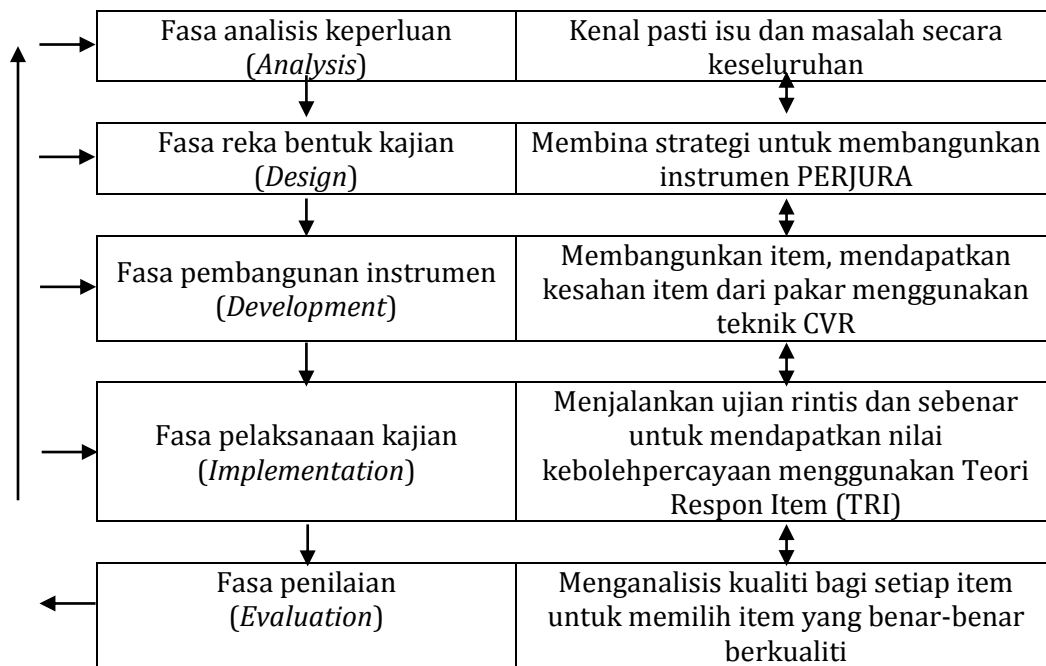 Fasa analisis keperluan
(Analysis)
Kenal pasti isu dan masalah secara
keseluruhan
Fasa reka bentuk kajian
(Design)
Membina strategi untuk membangunkan
instrumen PERJURA
Fasa pembangunan instrumen
(Development)
Membangunkan item, mendapatkan
kesahan item dari pakar menggunakan
teknik CVR
Fasa pelaksanaan kajian
(Implementation)
Menjalankan ujian rintis dan sebenar
untuk mendapatkan nilai
kebolehpercayaan menggunakan Teori
Respon Item (TRI)
Fasa penilaian
(Evaluation)
Menganalisis kualiti bagi setiap item
untuk memilih item yang benar-benar
berkualiti